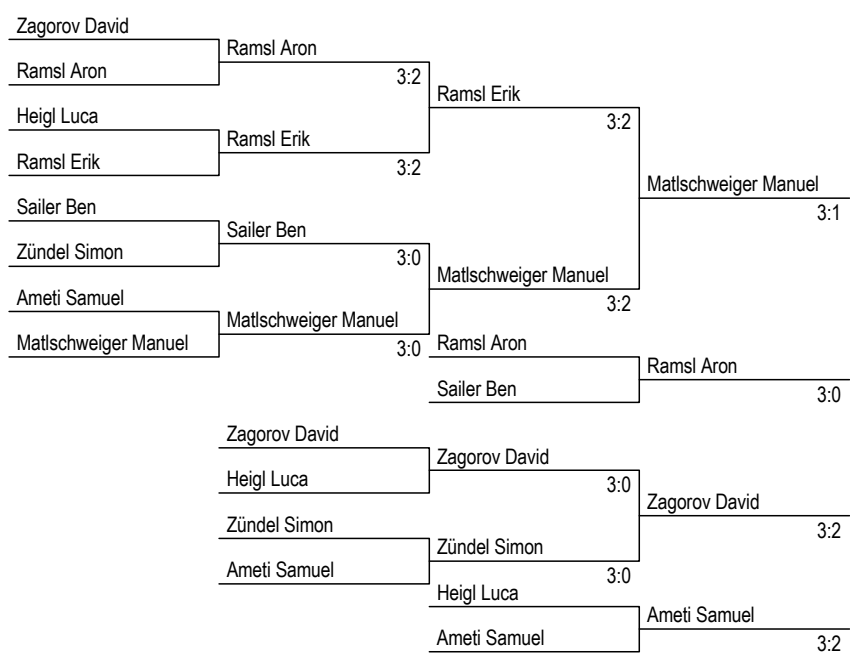 Zagorov David
Ramsl Aron
Ramsl Aron
3:2
Ramsl Erik
3:2
Heigl Luca
Ramsl Erik
Ramsl Erik
3:2
Matlschweiger Manuel
3:1
Sailer Ben
Sailer Ben
Zündel Simon
3:0
Matlschweiger Manuel
3:2
Ameti Samuel
Matlschweiger Manuel
Matlschweiger Manuel
3:0
Ramsl Aron
Ramsl Aron
Sailer Ben
3:0
Zagorov David
Zagorov David
Heigl Luca
3:0
Zagorov David
3:2
Zündel Simon
Zündel Simon
Ameti Samuel
3:0
Heigl Luca
Ameti Samuel
Ameti Samuel
3:2